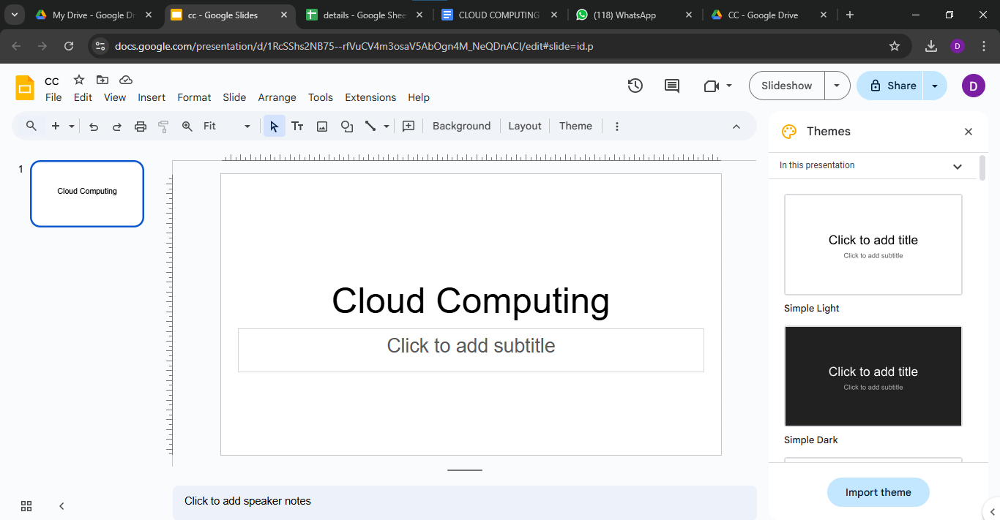 My Drive - Google Dr
cc - Google Slides
details - Google Shee
CLOUD COMPUTING
(118) WhatsApp
CC - Google Drive
docs.google.com/presentation/d/1RcSShs2NB75--rfVuCV4m3osaV5AbOgn4M_NeQDnACI/edit#slide=id.p
D
cc
File Edit View Insert Format Slide Arrange Tools Extensions Help
Slideshow
Share
D
Fit
Background
Layout
Theme
1
Cloud Computing
Cloud Computing
Click to add subtitle
Click to add speaker notes
Themes
In this presentation
Click to add title
Click to add subtitle
Simple Light
Click to add title
Click to add subtitle
Simple Dark
Import theme